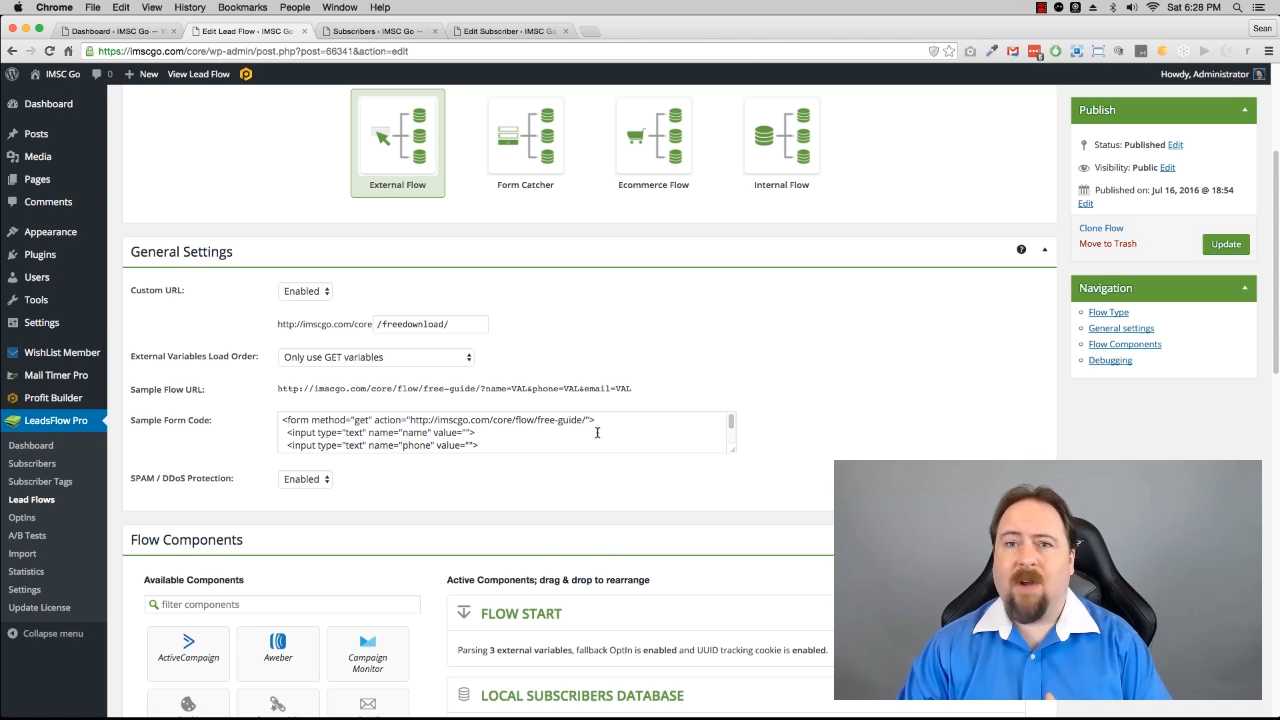 Chrome File Edit View History Bookmarks People Window Help
Sat 6:28 PM
Dashboard ‹ IMSC Go — W
Edit Lead Flow ‹ IMSC Go
Subscribers ‹ IMSC Go — V
Edit Subscriber ‹ IMSC Go
Sean
https://imscgo.com/core/wp-admin/post.php?post=66341&action=edit
IMSC Go 0 New View Lead Flow
Howdy, Administrator
Dashboard
Posts
Media
Pages
Comments
Appearance
Plugins
Users
Tools
Settings
WishList Member
Mail Timer Pro
Profit Builder
LeadsFlow Pro
Dashboard
Subscribers
Subscriber Tags
Lead Flows
OptIns
A/B Tests
Import
Statistics
Settings
Update License
Collapse menu
External Flow
Form Catcher
Ecommerce Flow
Internal Flow
General Settings
Custom URL: Enabled
http://imscgo.com/core /freedownload/
External Variables Load Order: Only use GET variables
Sample Flow URL: http://imscgo.com/core/flow/free-guide/?name=VAL&phone=VAL&email=VAL
Sample Form Code: <form method="get" action="http://imscgo.com/core/flow/free-guide/">
<input type="text" name="name" value="">
<input type="text" name="phone" value="">
SPAM / DDoS Protection: Enabled
Flow Components
Available Components
filter components
ActiveCampaign
Aweber
Campaign
Monitor
Active Components; drag & drop to rearrange
FLOW START
Parsing 3 external variables, fallback OptIn is enabled and UUID tracking cookie is enabled.
LOCAL SUBSCRIBERS DATABASE
Publish
Status: Published Edit
Visibility: Public Edit
Published on: Jul 16, 2016 @ 18:54
Edit
Clone Flow
Move to Trash
Update
Navigation
Flow Type
General settings
Flow Components
Debugging